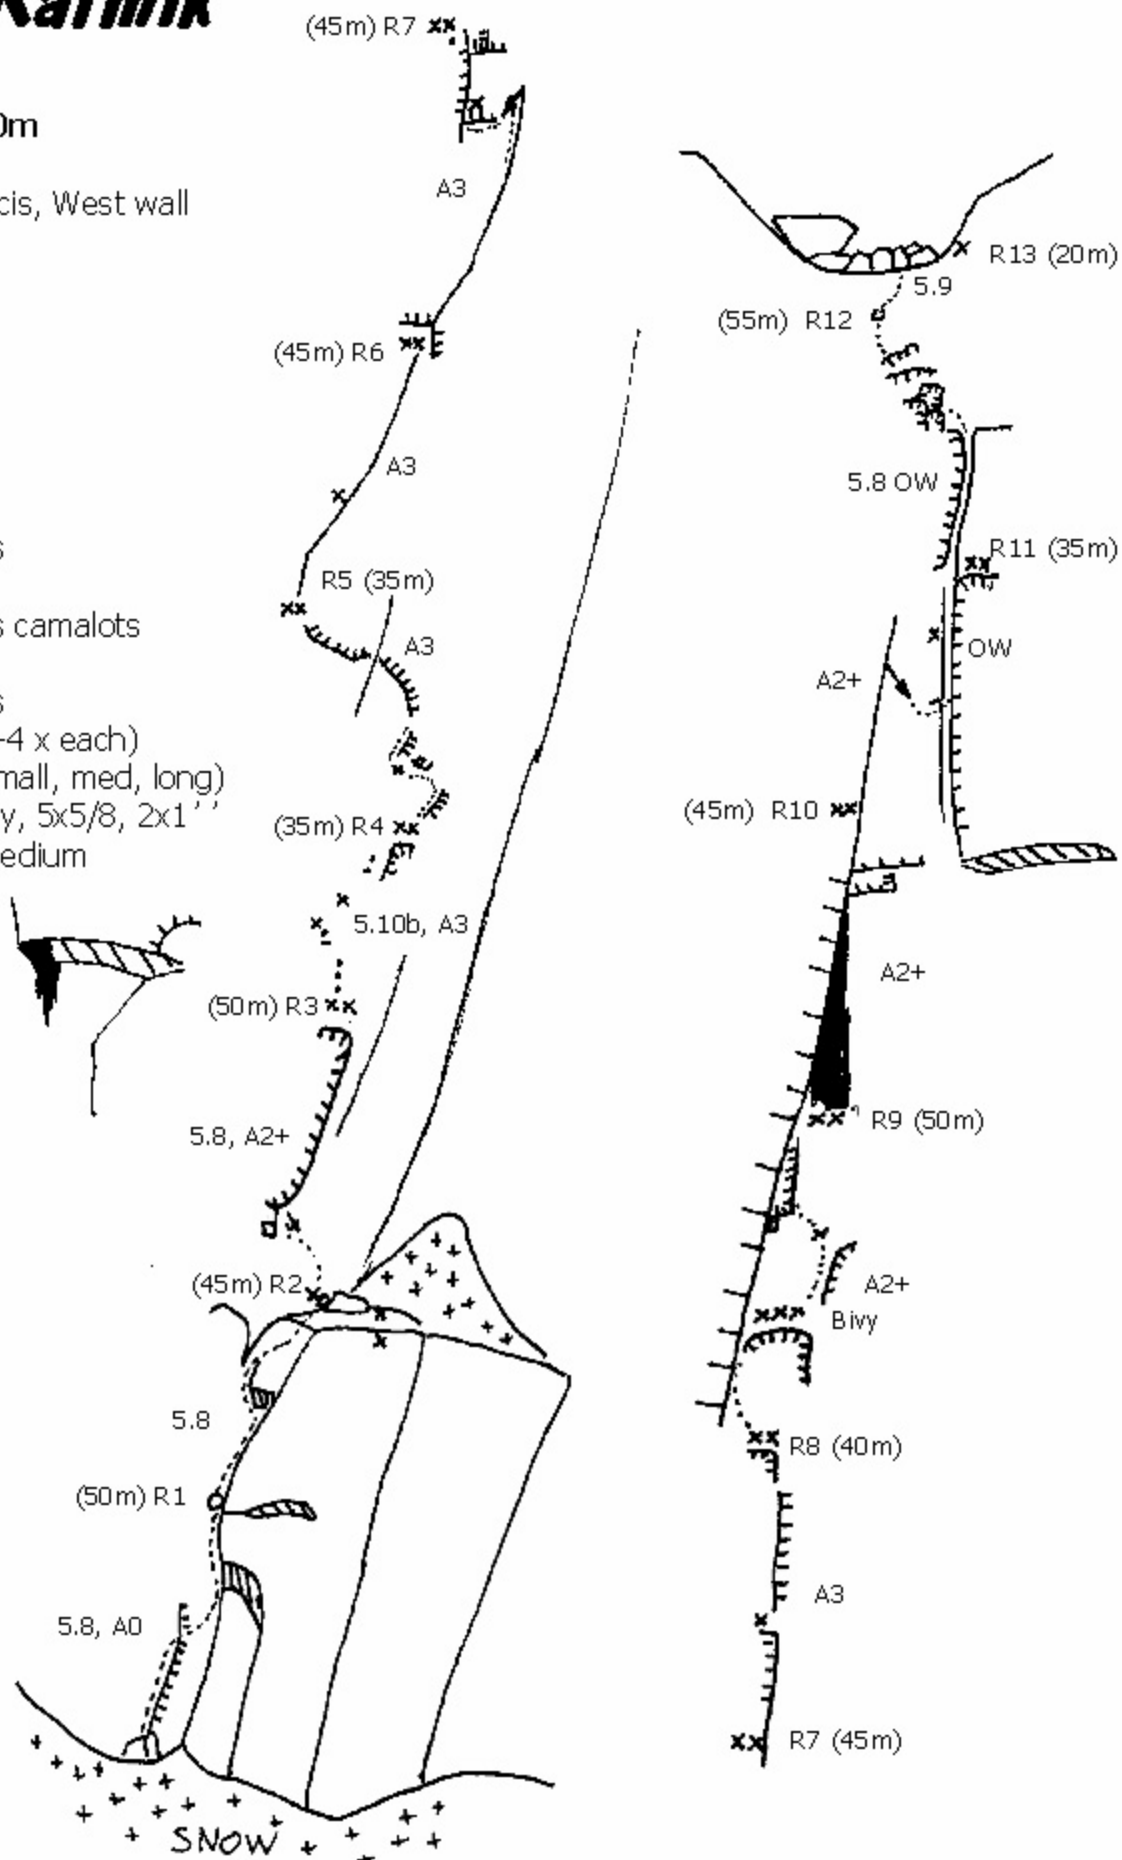 0m
cis, West wall
s
s camalots
s
-4 x each)
mall, med, long)
y, 5x5/8, 2x1''
edium
(45m) R7
A3
(45m) R6
A3
R5 (35m)
A3
(35m) R4
5.10b, A3
(50m) R3
5.8, A2+
(45m) R2
5.8
(50m) R1
5.8, A0
SNOW
R13 (20m)
5.9
(55m) R12
5.8 OW
R11 (35m)
OW
A2+
(45m) R10
A2+
R9 (50m)
A2+
Bivy
R8 (40m)
A3
R7 (45m)